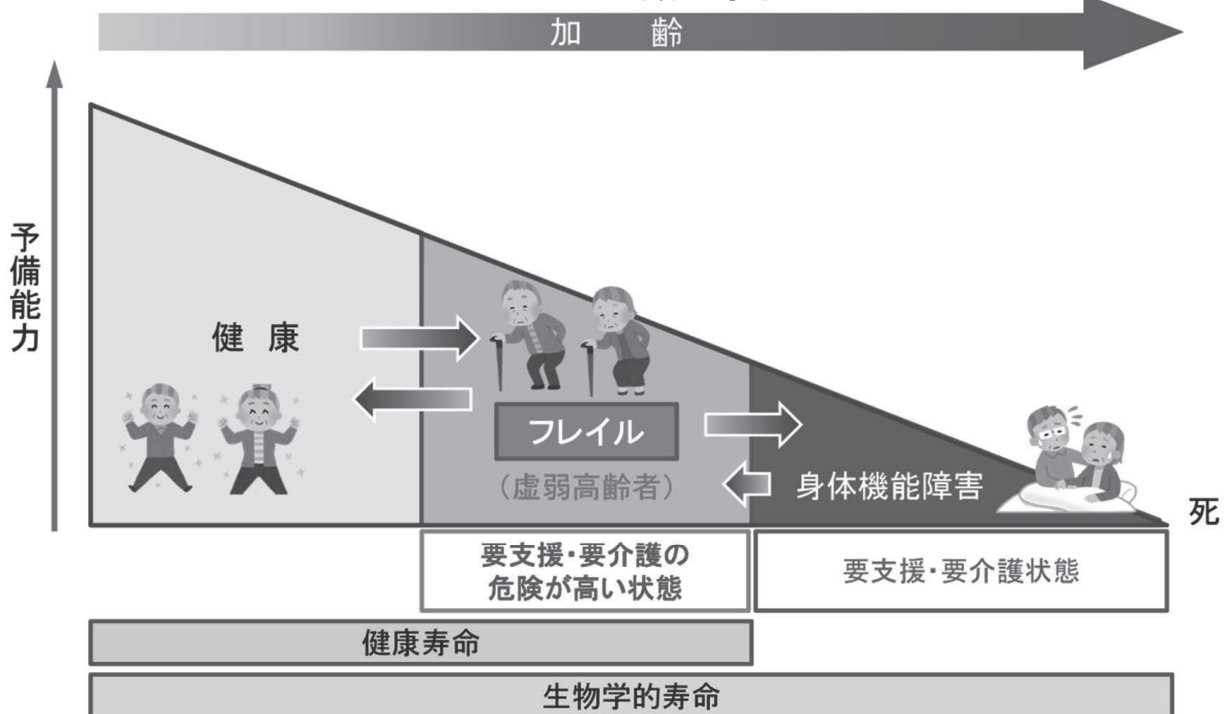 加 齢
予備能力
健 康
フレイル
（虚弱高齢者）
身体機能障害
死
要支援・要介護の
危険が高い状態
要支援・要介護状態
健康寿命
生物学的寿命